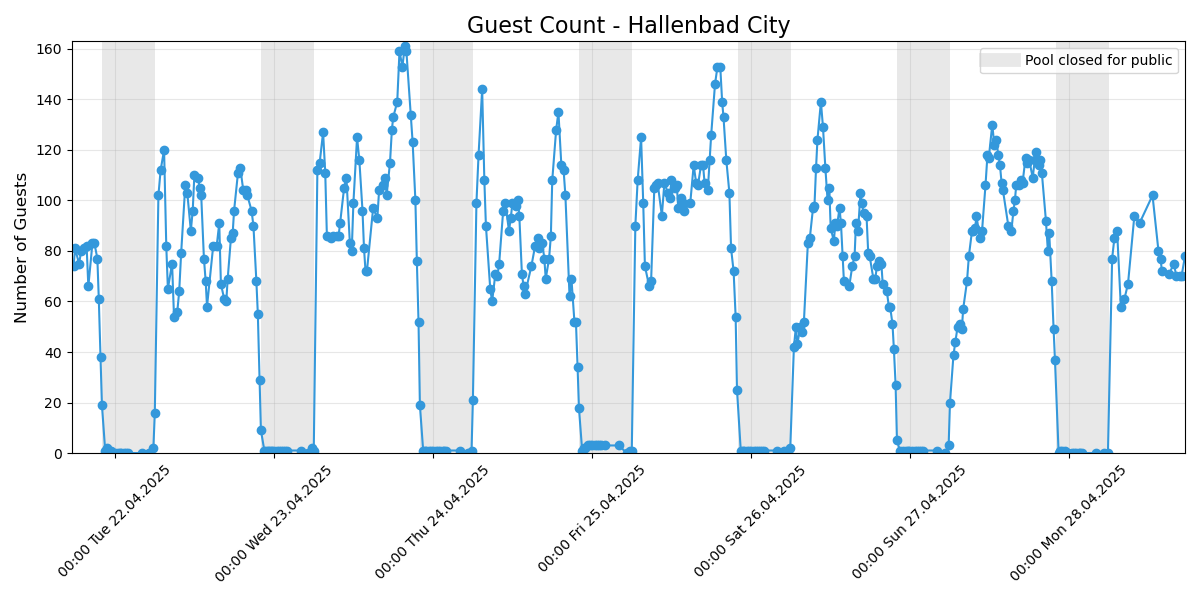 Guest Count - Hallenbad City
Pool closed for public
Number of Guests
160
140
120
100
80
60
40
20
0
00:00 Tue 22.04.2025
00:00 Wed 23.04.2025
00:00 Thu 24.04.2025
00:00 Fri 25.04.2025
00:00 Sat 26.04.2025
00:00 Sun 27.04.2025
00:00 Mon 28.04.2025